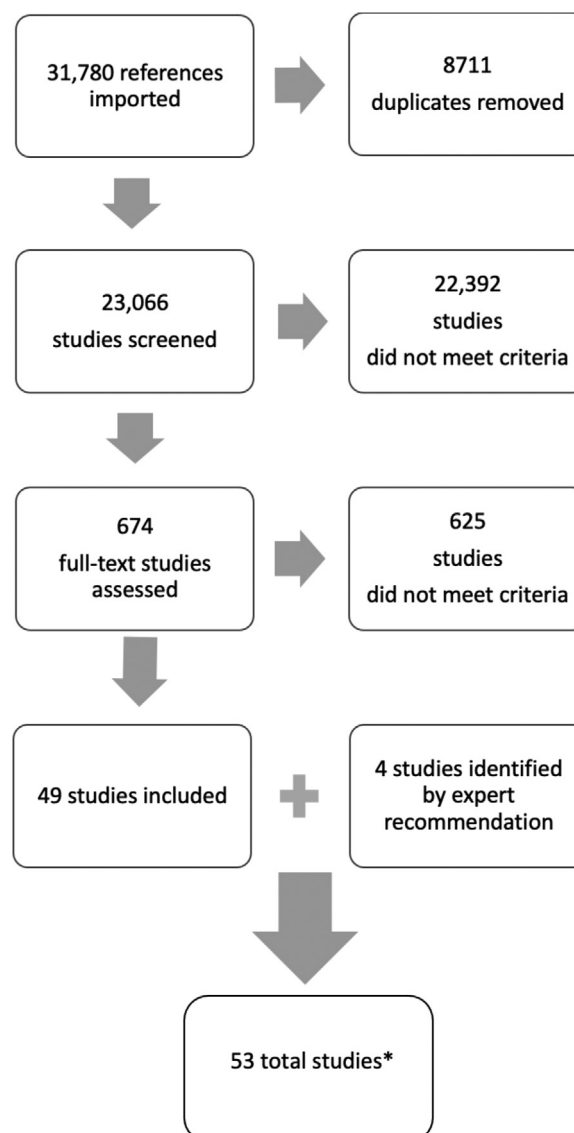 31,780 references
imported
8711
duplicates removed
23,066
studies screened
22,392
studies
did not meet criteria
674
full-text studies
assessed
625
studies
did not meet criteria
49 studies included
4 studies identified
by expert
recommendation
53 total studies*